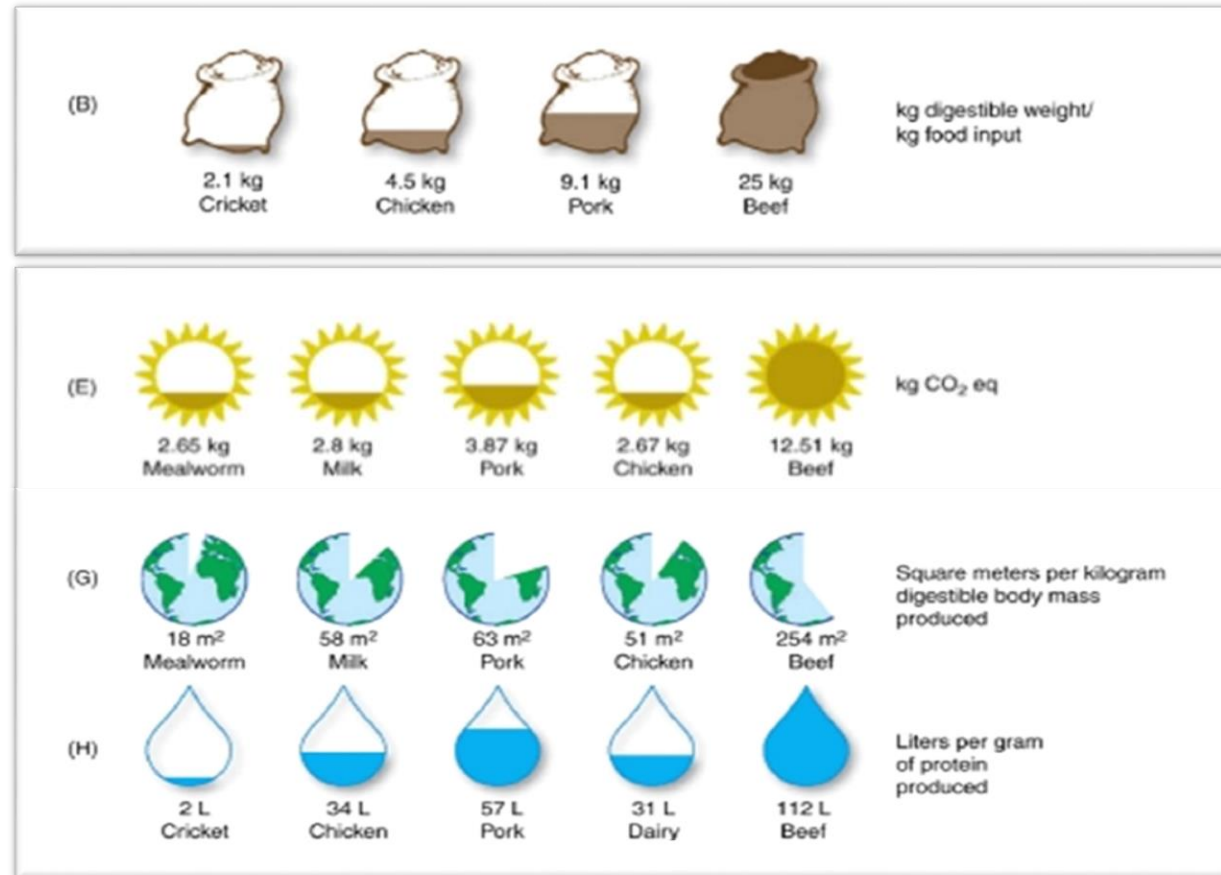 (B)
2.1 kg
Cricket
4.5 kg
Chicken
9.1 kg
Pork
25 kg
Beef
kg digestible weight/
kg food input
(E)
2.65 kg
Mealworm
2.8 kg
Milk
3.87 kg
Pork
2.67 kg
Chicken
12.51 kg
Beef
kg CO₂ eq
(G)
18 m²
Mealworm
58 m²
Milk
63 m²
Pork
51 m²
Chicken
254 m²
Beef
Square meters per kilogram
digestible body mass
produced
(H)
2 L
Cricket
34 L
Chicken
57 L
Pork
31 L
Dairy
112 L
Beef
Liters per gram
of protein
produced